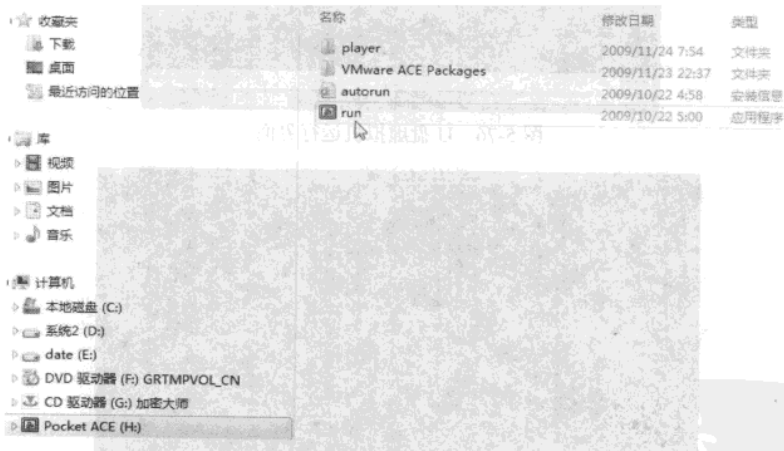 收藏夹
下载
桌面
最近访问的位置
库
视频
图片
文档
音乐
计算机
本地磁盘 (C:)
系统2 (D:)
date (E:)
DVD 驱动器 (F:) GRTMPVOL_CN
CD 驱动器 (G:) 加密大师
Pocket ACE (H:)
名称 修改日期 类型
player 2009/11/24 7:54 文件夹
VMware ACE Packages 2009/11/23 22:37 文件夹
autorun 2009/10/22 4:58 安装信息
run 2009/10/22 5:00 应用程序